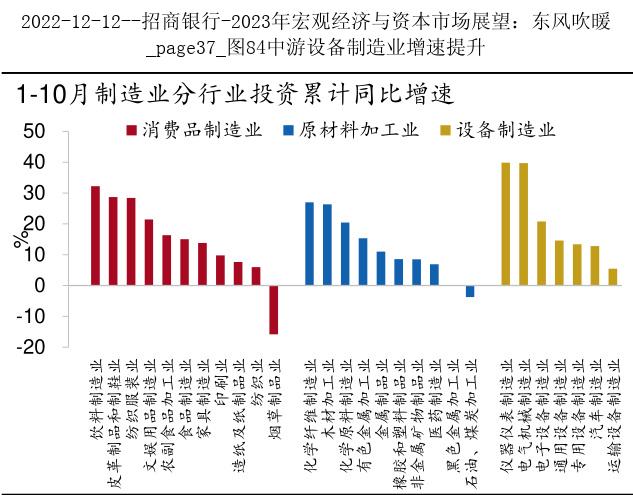 2022-12-12--招商银行-2023年宏观经济与资本市场展望：东风吹暖
_page37_图84中游设备制造业增速提升
1-10月制造业分行业投资累计同比增速
消费品制造业
原材料加工业
设备制造业
%
50
40
30
20
10
0
-10
-20
饮料制造业
皮革制品和制鞋业
纺织服装业
文娱用品制造业
农副食品加工业
食品制造业
家具制造业
印刷业
造纸及纸制品业
纺织业
烟草制品业
化学纤维制造业
木材加工业
化学原料制造业
有色金属加工业
金属制品业
橡胶和塑料制品业
非金属矿物制品业
医药制造业
黑色金属加工业
石油、煤炭加工业
仪器仪表制造业
电气机械制造业
电子设备制造业
通用设备制造业
专用设备制造业
汽车制造业
运输设备制造业